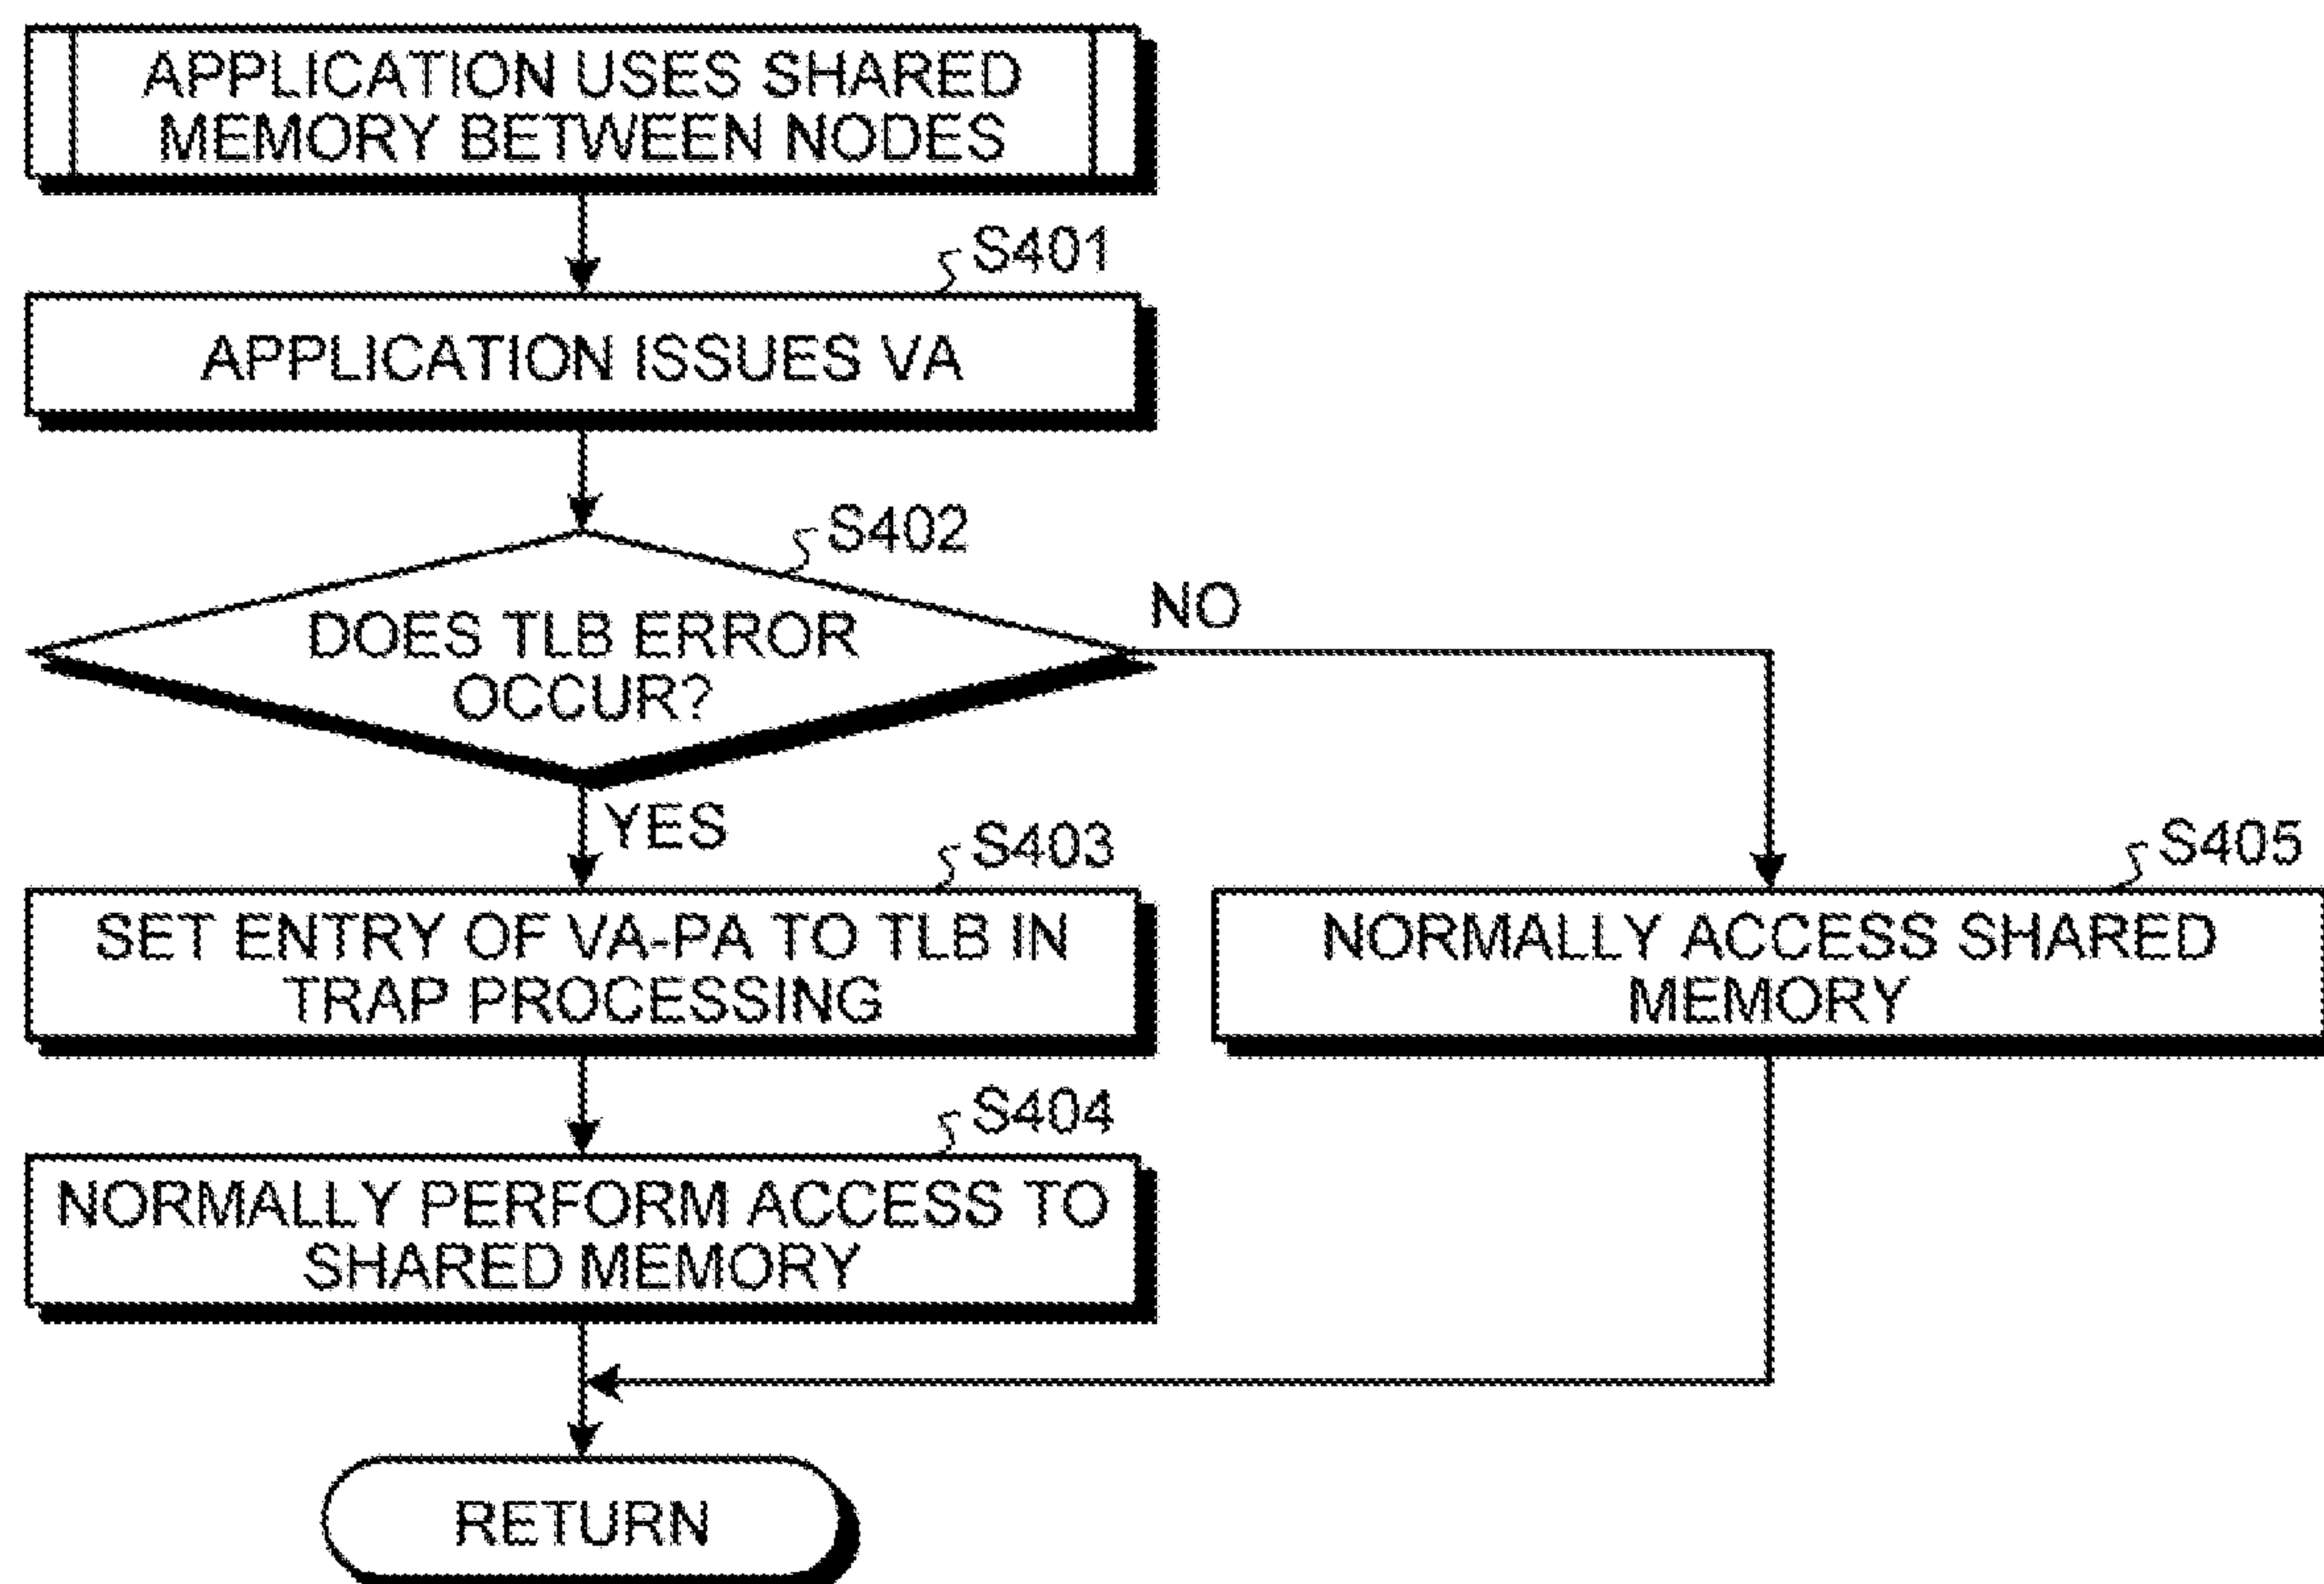 APPLICATION USES SHARED
MEMORY BETWEEN NODES
S401
APPLICATION ISSUES VA
S402
DOES TLB ERROR
OCCUR?
NO
YES
S403
SET ENTRY OF VA-PA TO TLB IN
TRAP PROCESSING
S405
NORMALLY ACCESS SHARED
MEMORY
S404
NORMALLY PERFORM ACCESS TO
SHARED MEMORY
RETURN